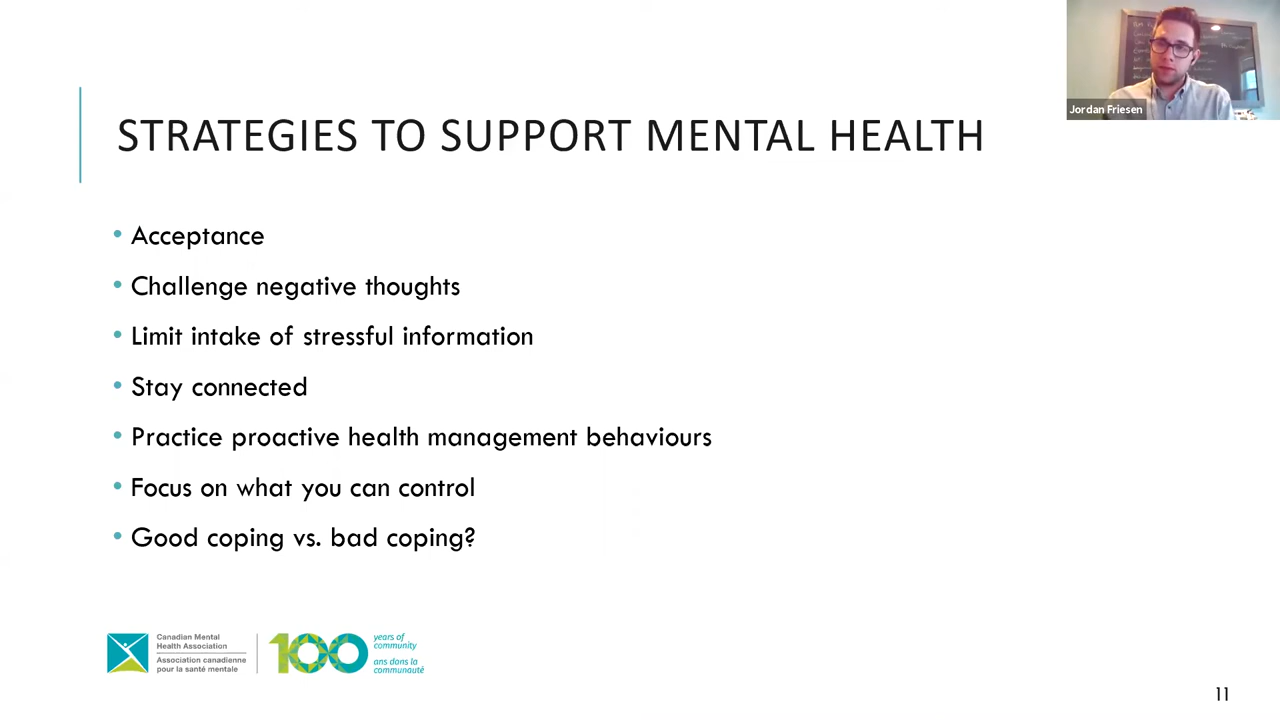 Jordan Friesen
STRATEGIES TO SUPPORT MENTAL HEALTH
• Acceptance
• Challenge negative thoughts
• Limit intake of stressful information
• Stay connected
• Practice proactive health management behaviours
• Focus on what you can control
• Good coping vs. bad coping?
Canadian Mental
Health Association
Association canadienne
pour la santé mentale
100
years of
community
ans dans la
communauté
11